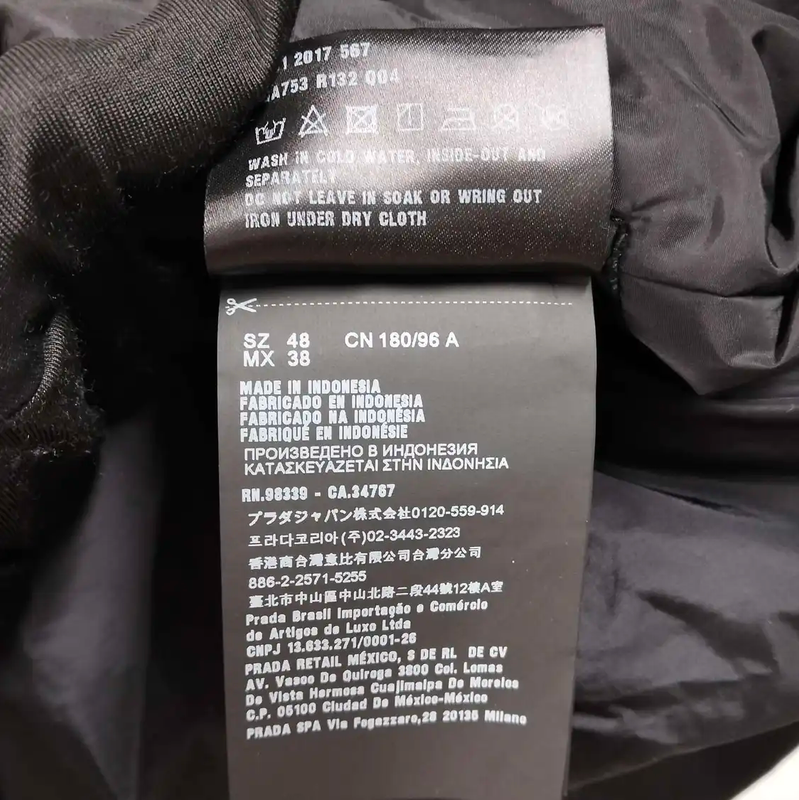 1 2017 567
A753 R132 004
WASH IN COLD WATER, INSIDE-OUT AND
SEPARATELY
DO NOT LEAVE IN SOAK OR WRING OUT
IRON UNDER DRY CLOTH
SZ 48 CN 180/96 A
MX 38
MADE IN INDONESIA
FABRICADO EN INDONESIA
FABRICADO NA INDONÉSIA
FABRIQUÉ EN INDONÉSIE
ПРОИЗВЕДЕНО В ИНДОНЕЗИЯ
ΚΑΤΑΣΚΕΥΑΖΕΤΑΙ ΣΤΗΝ ΙΝΔΟΝΗΣΙΑ
RN.98339 - CA.34767
プラダジャパン株式会社0120-559-914
프라다코리아(주)02-3443-2323
香港商台灣壹比有限公司台灣分公司
886-2-2571-5255
臺北市中山區中山北路二段44號12樓A室
Prada Brasil Importação e Comércio
de Artigos de Luxo Ltda
CNPJ 13.633.271/0001-26
PRADA RETAIL MÉXICO, S DE RL DE CV
AV. Vasco De Quiroga 3800 Col. Lomas
De Vista Hermosa Cuajimalpa De Morelos
C.P. 05100 Ciudad De México-México
PRADA SPA Via Fogazzaro,28 20135 Milano